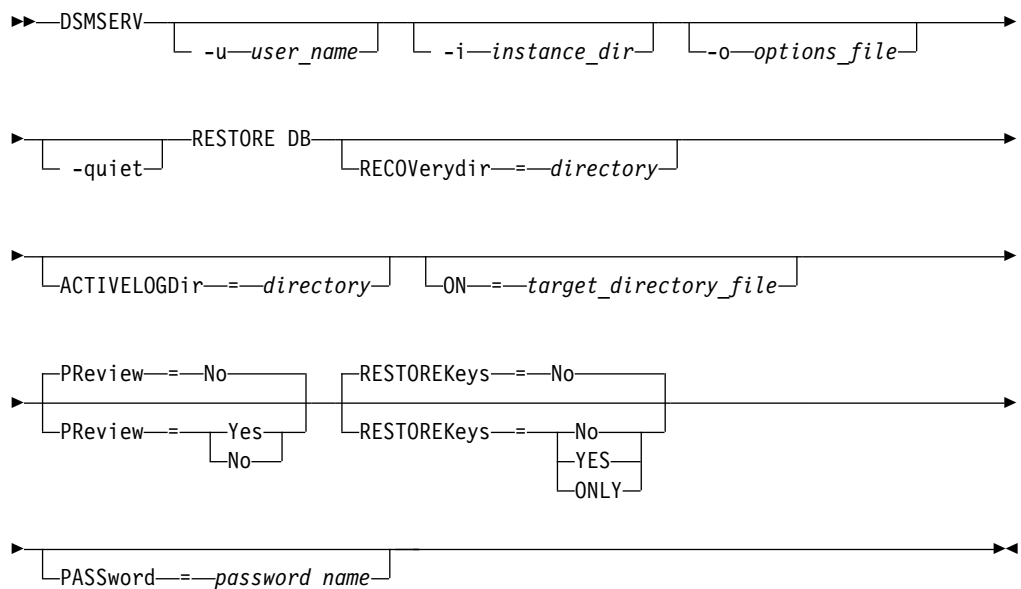 DSMSERV
-u user_name -i instance_dir -o options_file
RESTORE DB
-quiet RECOVerydir = directory
ACTIVELOGDir = directory ON = target_directory_file
PReview = No RESTOREKeys = No
PReview = Yes RESTOREKeys = No
No YES
ONLY
PASSword = password name